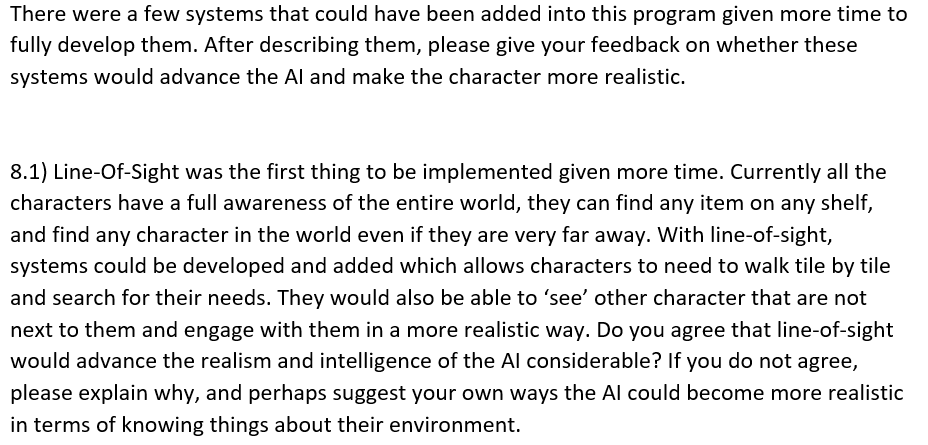 There were a few systems that could have been added into this program given more time to
fully develop them. After describing them, please give your feedback on whether these
systems would advance the AI and make the character more realistic.
8.1) Line-Of-Sight was the first thing to be implemented given more time. Currently all the
characters have a full awareness of the entire world, they can find any item on any shelf,
and find any character in the world even if they are very far away. With line-of-sight,
systems could be developed and added which allows characters to need to walk tile by tile
and search for their needs. They would also be able to ‘see’ other character that are not
next to them and engage with them in a more realistic way. Do you agree that line-of-sight
would advance the realism and intelligence of the AI considerable? If you do not agree,
please explain why, and perhaps suggest your own ways the AI could become more realistic
in terms of knowing things about their environment.